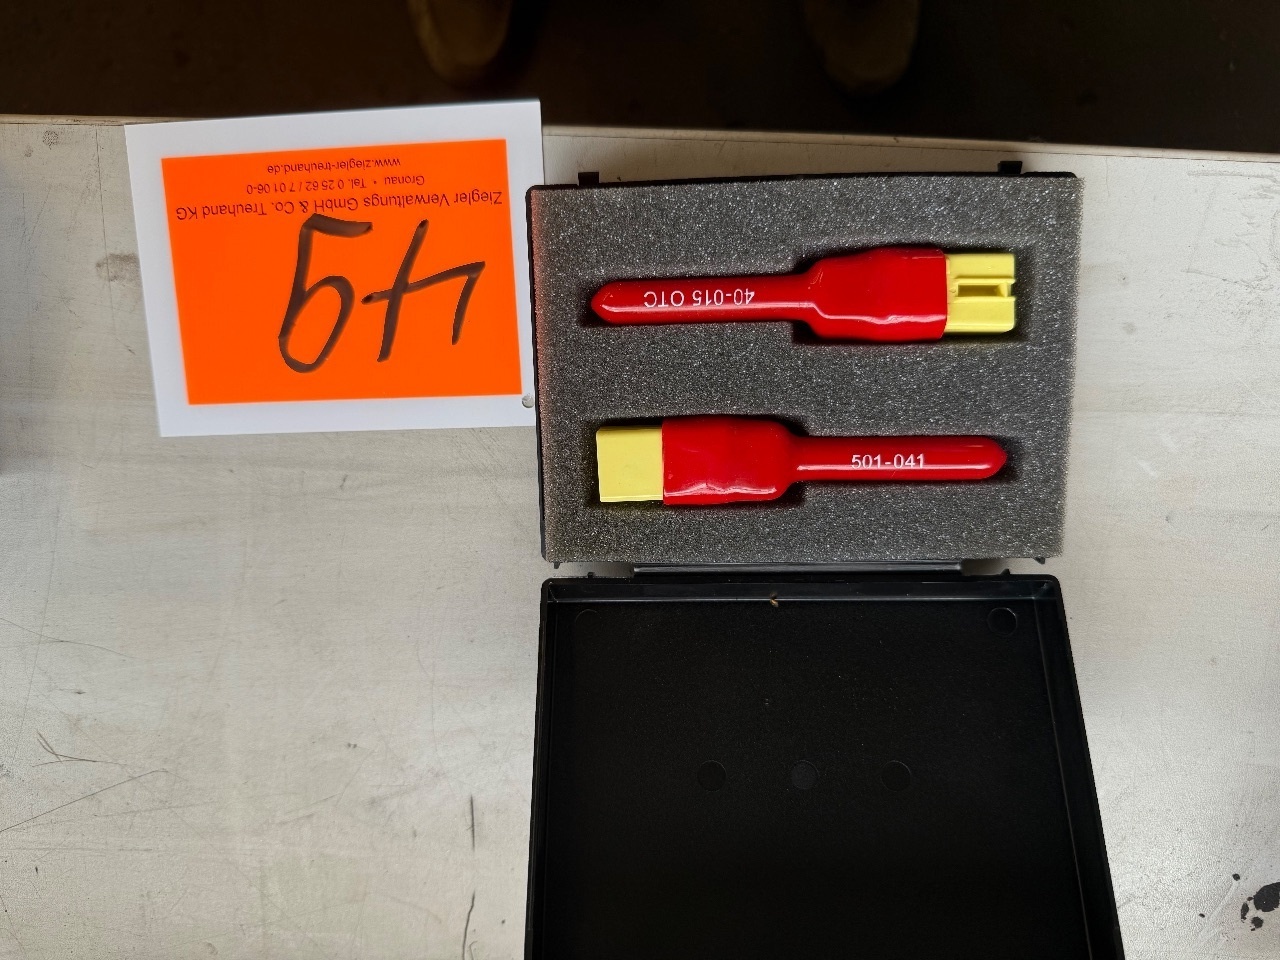 49
Ziegler Verwaltungs GmbH & Co. Treuhand KG
Gronau • Tel. 0 25 62 / 7 01 06-0
www.ziegler-treuhand.de
40-015 OTC
501-041